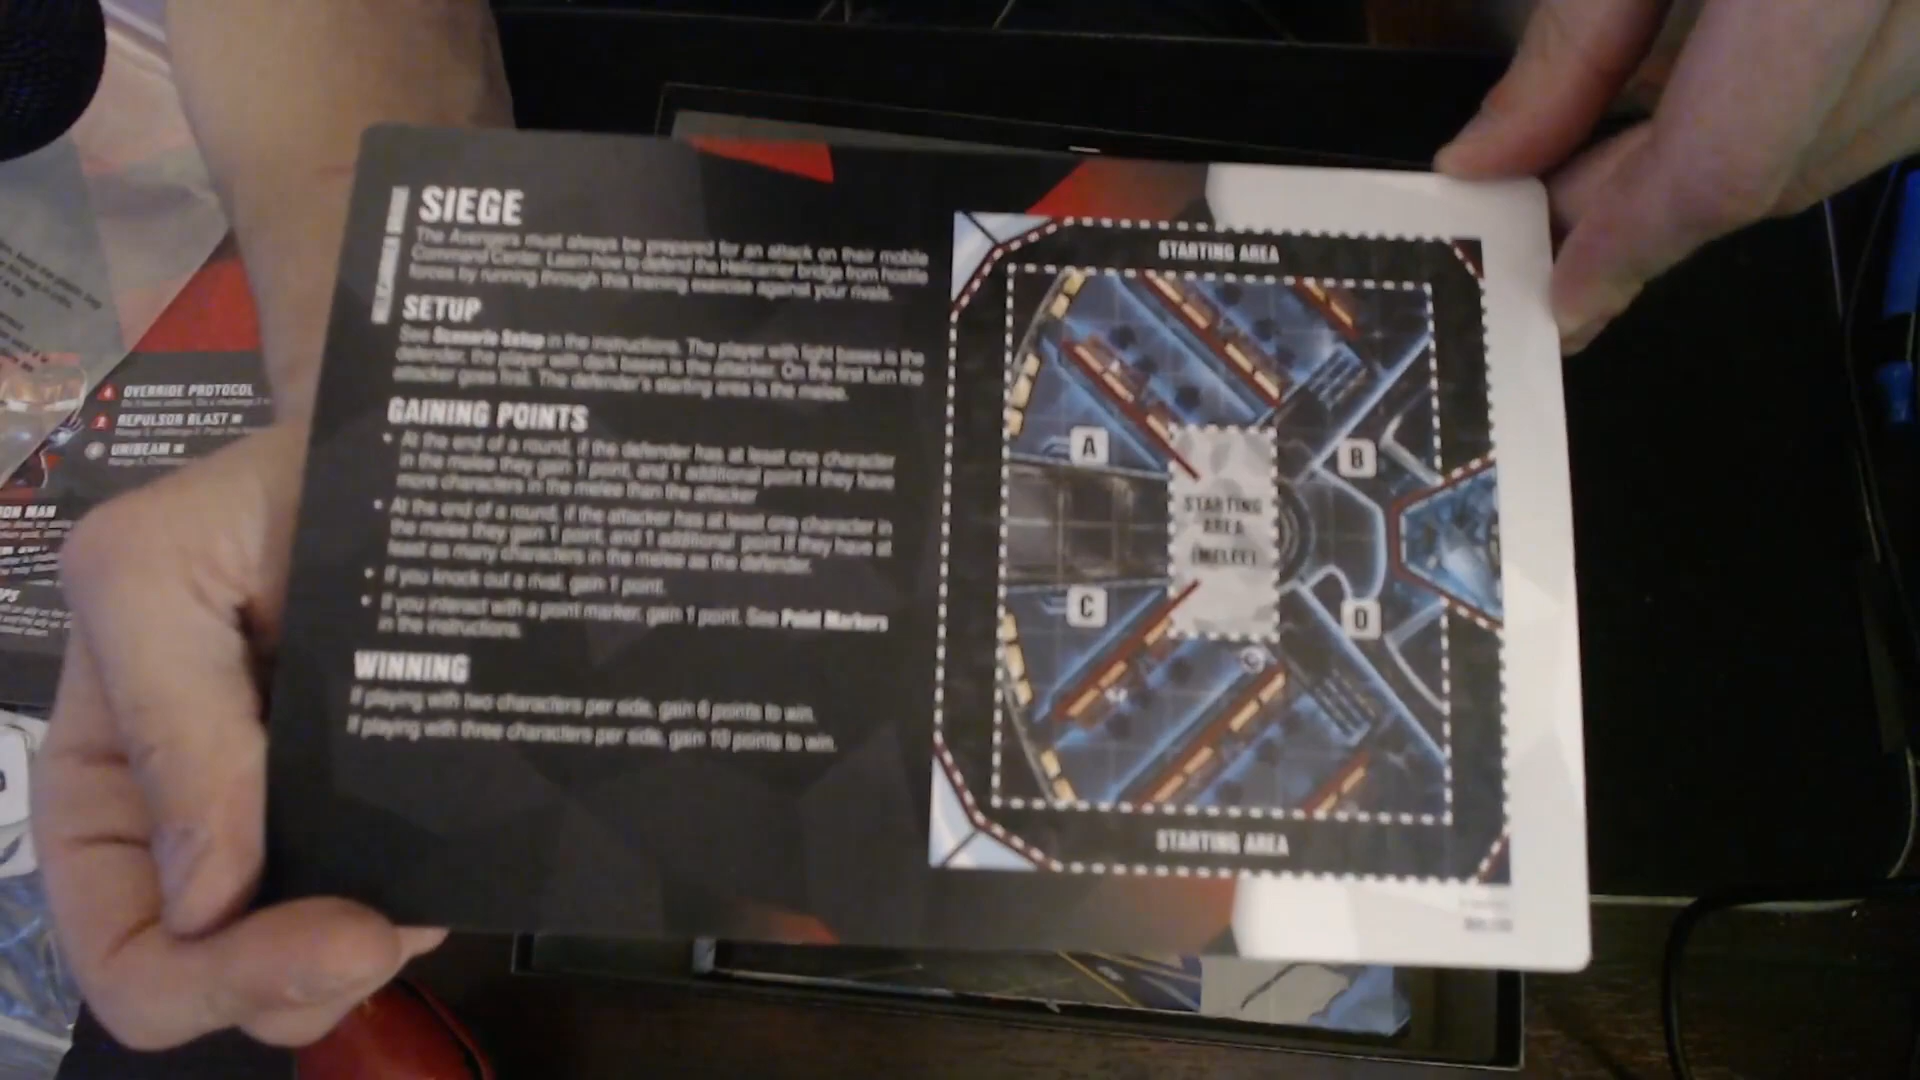 SIEGE
HELICARRIER BRIDGE
The Avengers must always be prepared for an attack on their mobile
Command Center. Learn how to defend the Helicarrier bridge from hostile
forces by running through this training exercise against your rivals.
SETUP
See Scenario Setup in the instructions. The player with light bases is the
defender, the player with dark bases is the attacker. On the first turn the
attacker goes first. The defender's starting area is the melee.
GAINING POINTS
• At the end of a round, if the defender has at least one character
in the melee they gain 1 point, and 1 additional point if they have
more characters in the melee than the attacker
• At the end of a round, if the attacker has at least one character in
the melee they gain 1 point, and 1 additional point if they have at
least as many characters in the melee as the defender.
• If you knock out a rival, gain 1 point.
• If you interact with a point marker, gain 1 point. See Point Markers
in the instructions.
WINNING
If playing with two characters per side, gain 6 points to win.
If playing with three characters per side, gain 10 points to win.
STARTING AREA
A
B
STARTING
AREA
(MELEE)
C
D
STARTING AREA
4 OVERRIDE PROTOCOL
REPULSOR BLAST
UNIBEAM